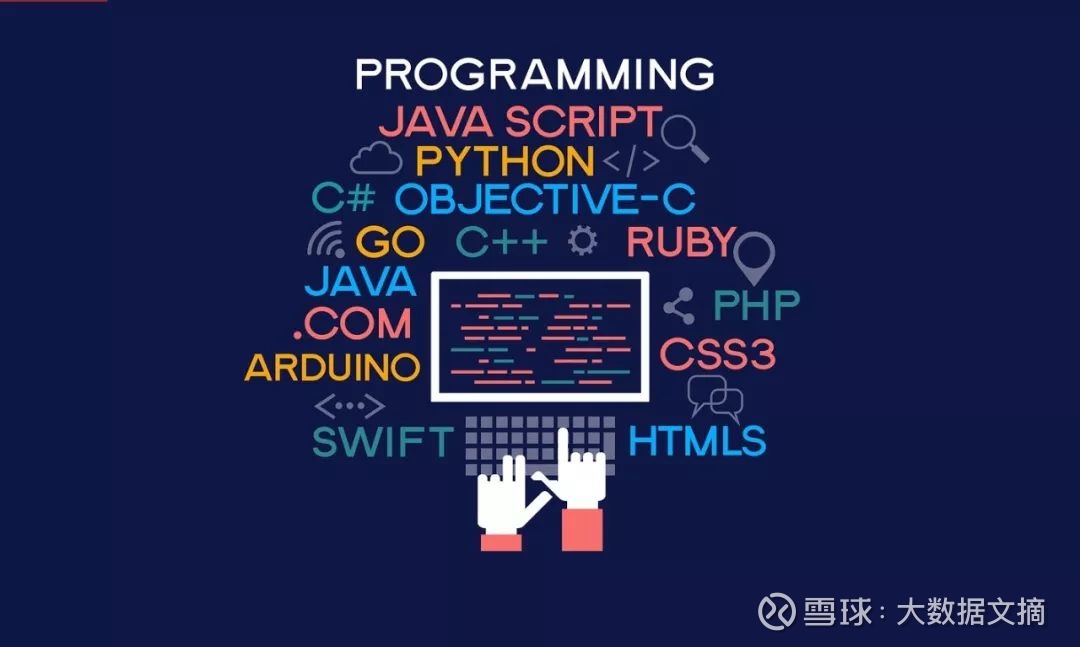 PROGRAMMING
JAVA SCRIPT
PYTHON </>
C# OBJECTIVE-C
GO C++ RUBY
JAVA
PHP
.COM
CSS3
ARDUINO
<···>
SWIFT HTMLS
雪球：大数据文摘